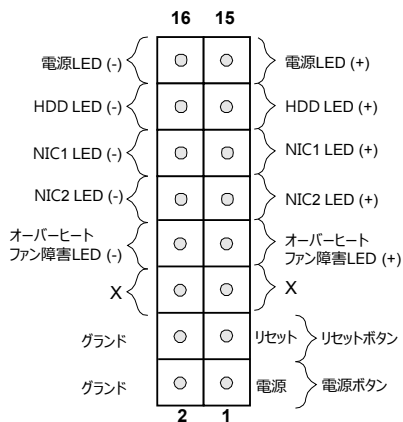 16 15
電源LED (-) 電源LED (+)
HDD LED (-) HDD LED (+)
NIC1 LED (-) NIC1 LED (+)
NIC2 LED (-) NIC2 LED (+)
オーバーヒート オーバーヒート
ファン障害LED (-) ファン障害LED (+)
X X
グランド リセット リセットボタン
グランド 電源 電源ボタン
2 1